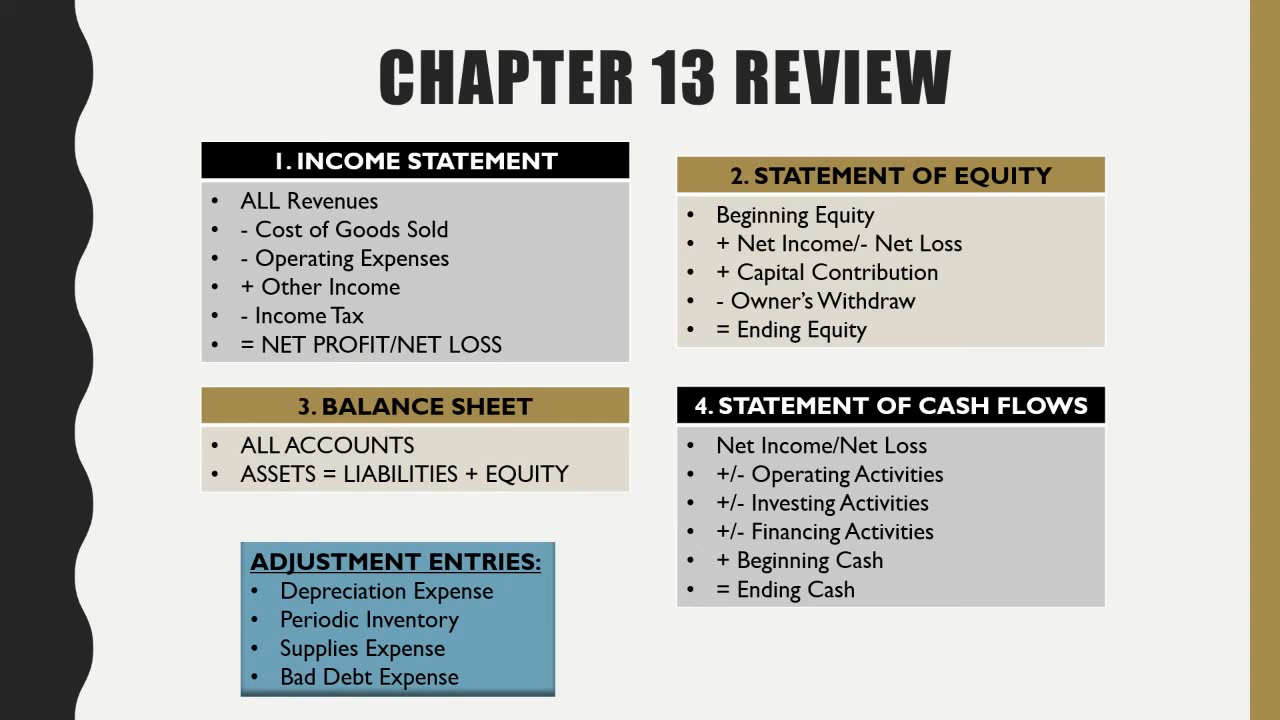 CHAPTER 13 REVIEW
1. INCOME STATEMENT
• ALL Revenues
• - Cost of Goods Sold
• - Operating Expenses
• + Other Income
• - Income Tax
• = NET PROFIT/NET LOSS
2. STATEMENT OF EQUITY
• Beginning Equity
• + Net Income/- Net Loss
• + Capital Contribution
• - Owner's Withdraw
• = Ending Equity
3. BALANCE SHEET
• ALL ACCOUNTS
• ASSETS = LIABILITIES + EQUITY
4. STATEMENT OF CASH FLOWS
• Net Income/Net Loss
• +/- Operating Activities
• +/- Investing Activities
• +/- Financing Activities
• + Beginning Cash
• = Ending Cash
ADJUSTMENT ENTRIES:
• Depreciation Expense
• Periodic Inventory
• Supplies Expense
• Bad Debt Expense